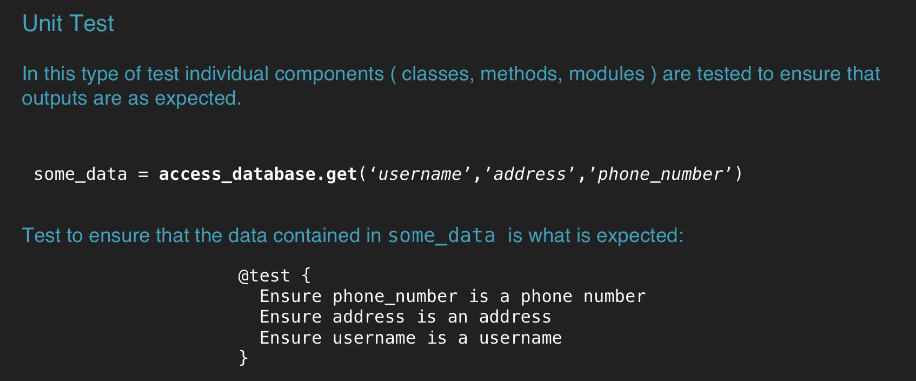 Unit Test
In this type of test individual components ( classes, methods, modules ) are tested to ensure that
outputs are as expected.
some_data = access_database.get(‘username’,’address’,’phone_number’)
Test to ensure that the data contained in some_data is what is expected:
@test {
Ensure phone_number is a phone number
Ensure address is an address
Ensure username is a username
}